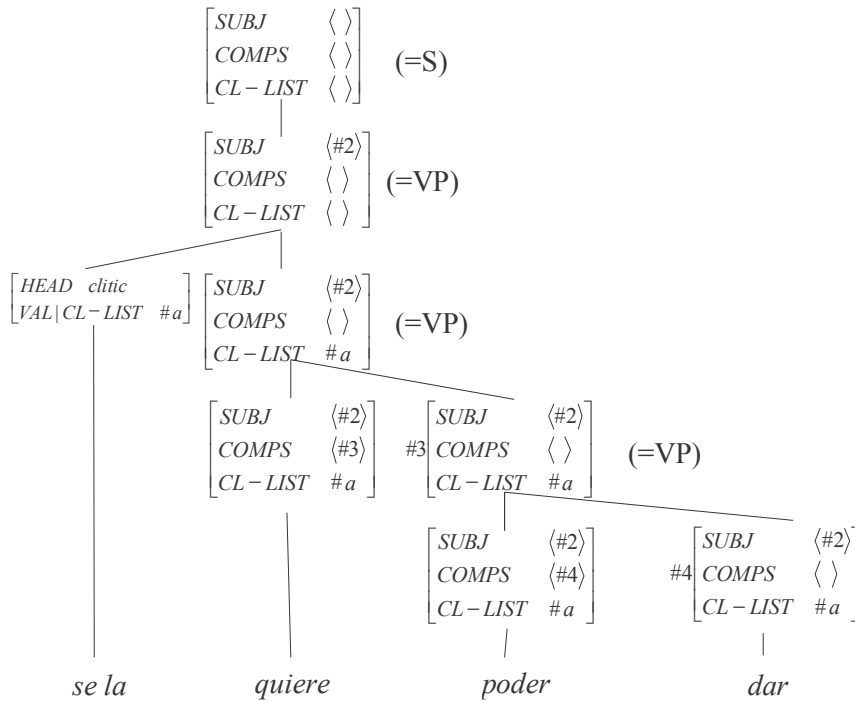 SUBJ ⟨ ⟩
COMPS ⟨ ⟩ (=S)
CL−LIST ⟨ ⟩
SUBJ ⟨#2⟩
COMPS ⟨ ⟩ (=VP)
CL−LIST ⟨ ⟩
HEAD clitic
VAL|CL−LIST #a
SUBJ ⟨#2⟩
COMPS ⟨ ⟩ (=VP)
CL−LIST #a
SUBJ ⟨#2⟩
COMPS ⟨#3⟩
CL−LIST #a
SUBJ ⟨#2⟩
#3 COMPS ⟨ ⟩ (=VP)
CL−LIST #a
SUBJ ⟨#2⟩
COMPS ⟨#4⟩
CL−LIST #a
SUBJ ⟨#2⟩
#4 COMPS ⟨ ⟩
CL−LIST #a
se la quiere poder dar